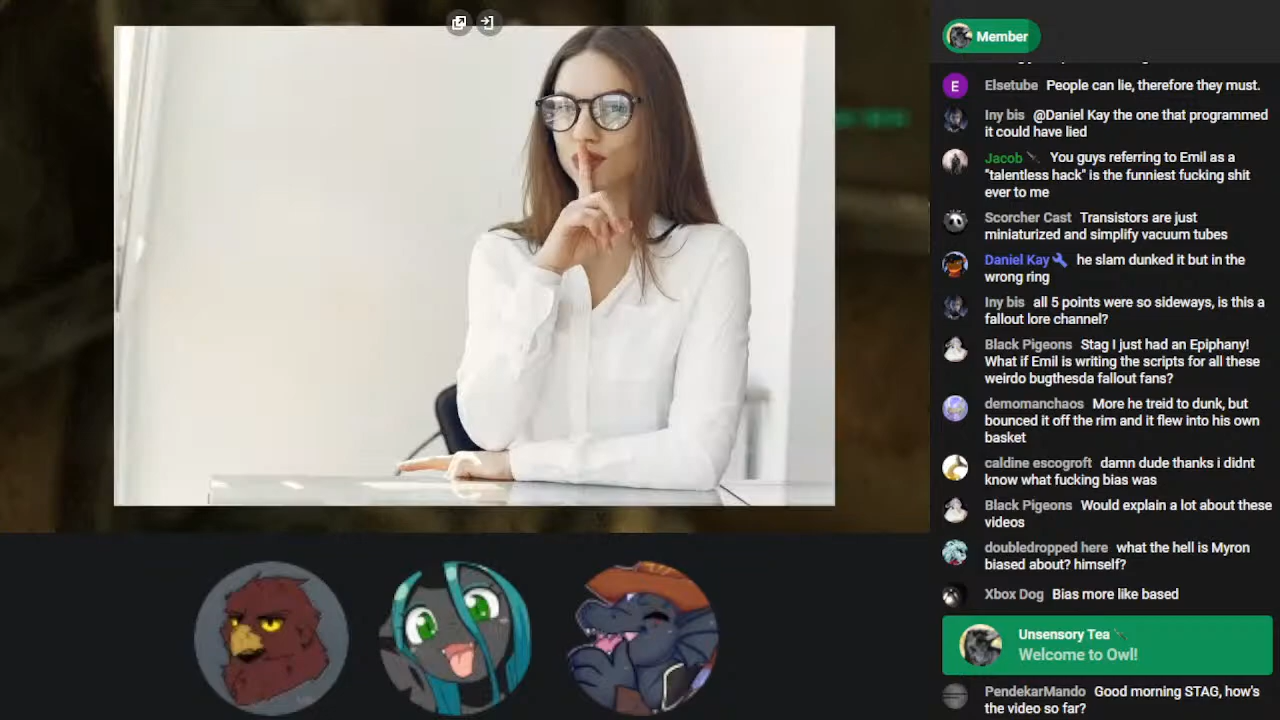 Member
Elsetube People can lie, therefore they must.
Iny bis @Daniel Kay the one that programmed
it could have lied
Jacob You guys referring to Emil as a
"talentless hack" is the funniest fucking shit
ever to me
Scorcher Cast Transistors are just
miniaturized and simplify vacuum tubes
Daniel Kay he slam dunked it but in the
wrong ring
Iny bis all 5 points were so sideways, is this a
fallout lore channel?
Black Pigeons Stag I just had an Epiphany!
What if Emil is writing the scripts for all these
weirdo bugthesda fallout fans?
demomanchaos More he treid to dunk, but
bounced it off the rim and it flew into his own
basket
caldine escogroft damn dude thanks i didnt
know what fucking bias was
Black Pigeons Would explain a lot about these
videos
doubledropped here what the hell is Myron
biased about? himself?
Xbox Dog Bias more like based
Unsensory Tea
Welcome to Owl!
PendekarMando Good morning STAG, how's
the video so far?
E